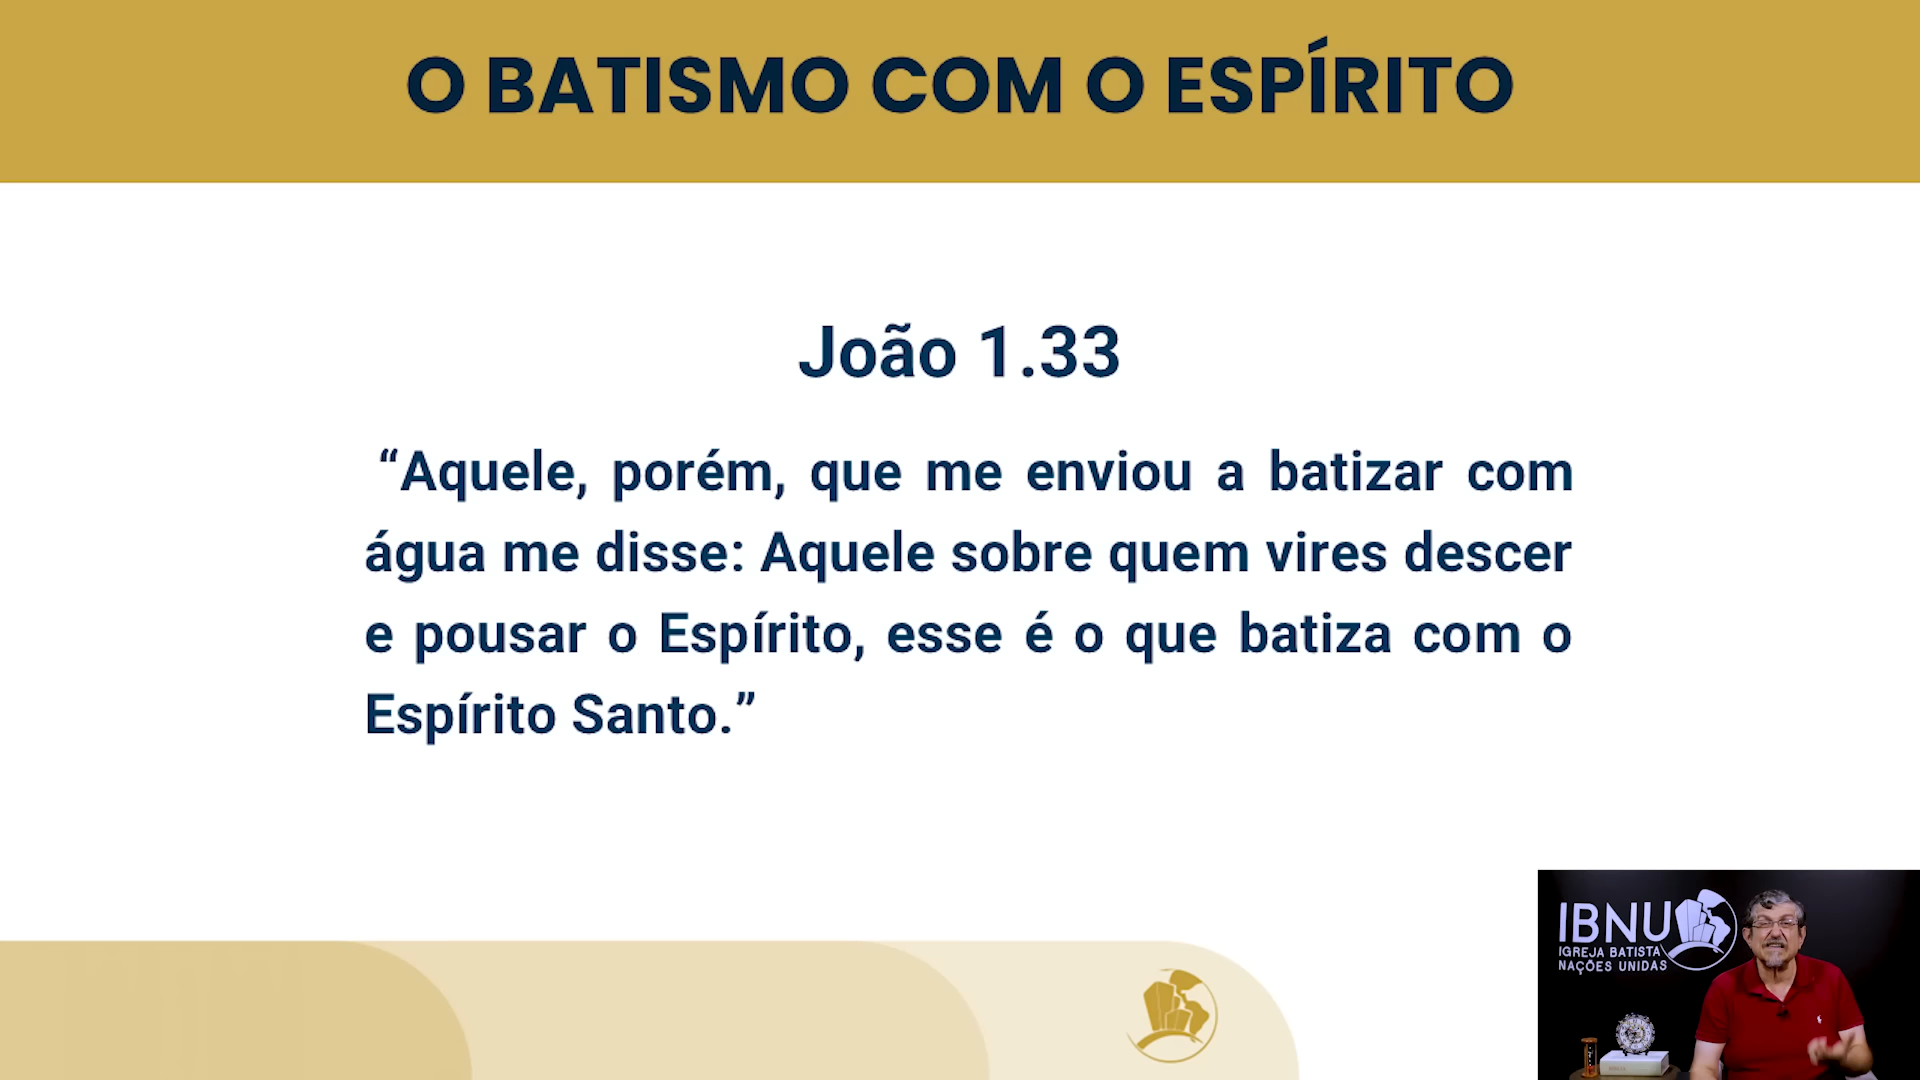 O BATISMO COM O ESPÍRITO
João 1.33
“Aquele, porém, que me enviou a batizar com
água me disse: Aquele sobre quem vires descer
e pousar o Espírito, esse é o que batiza com o
Espírito Santo.”
IBNU
IGREJA BATISTA
NAÇÕES UNIDAS